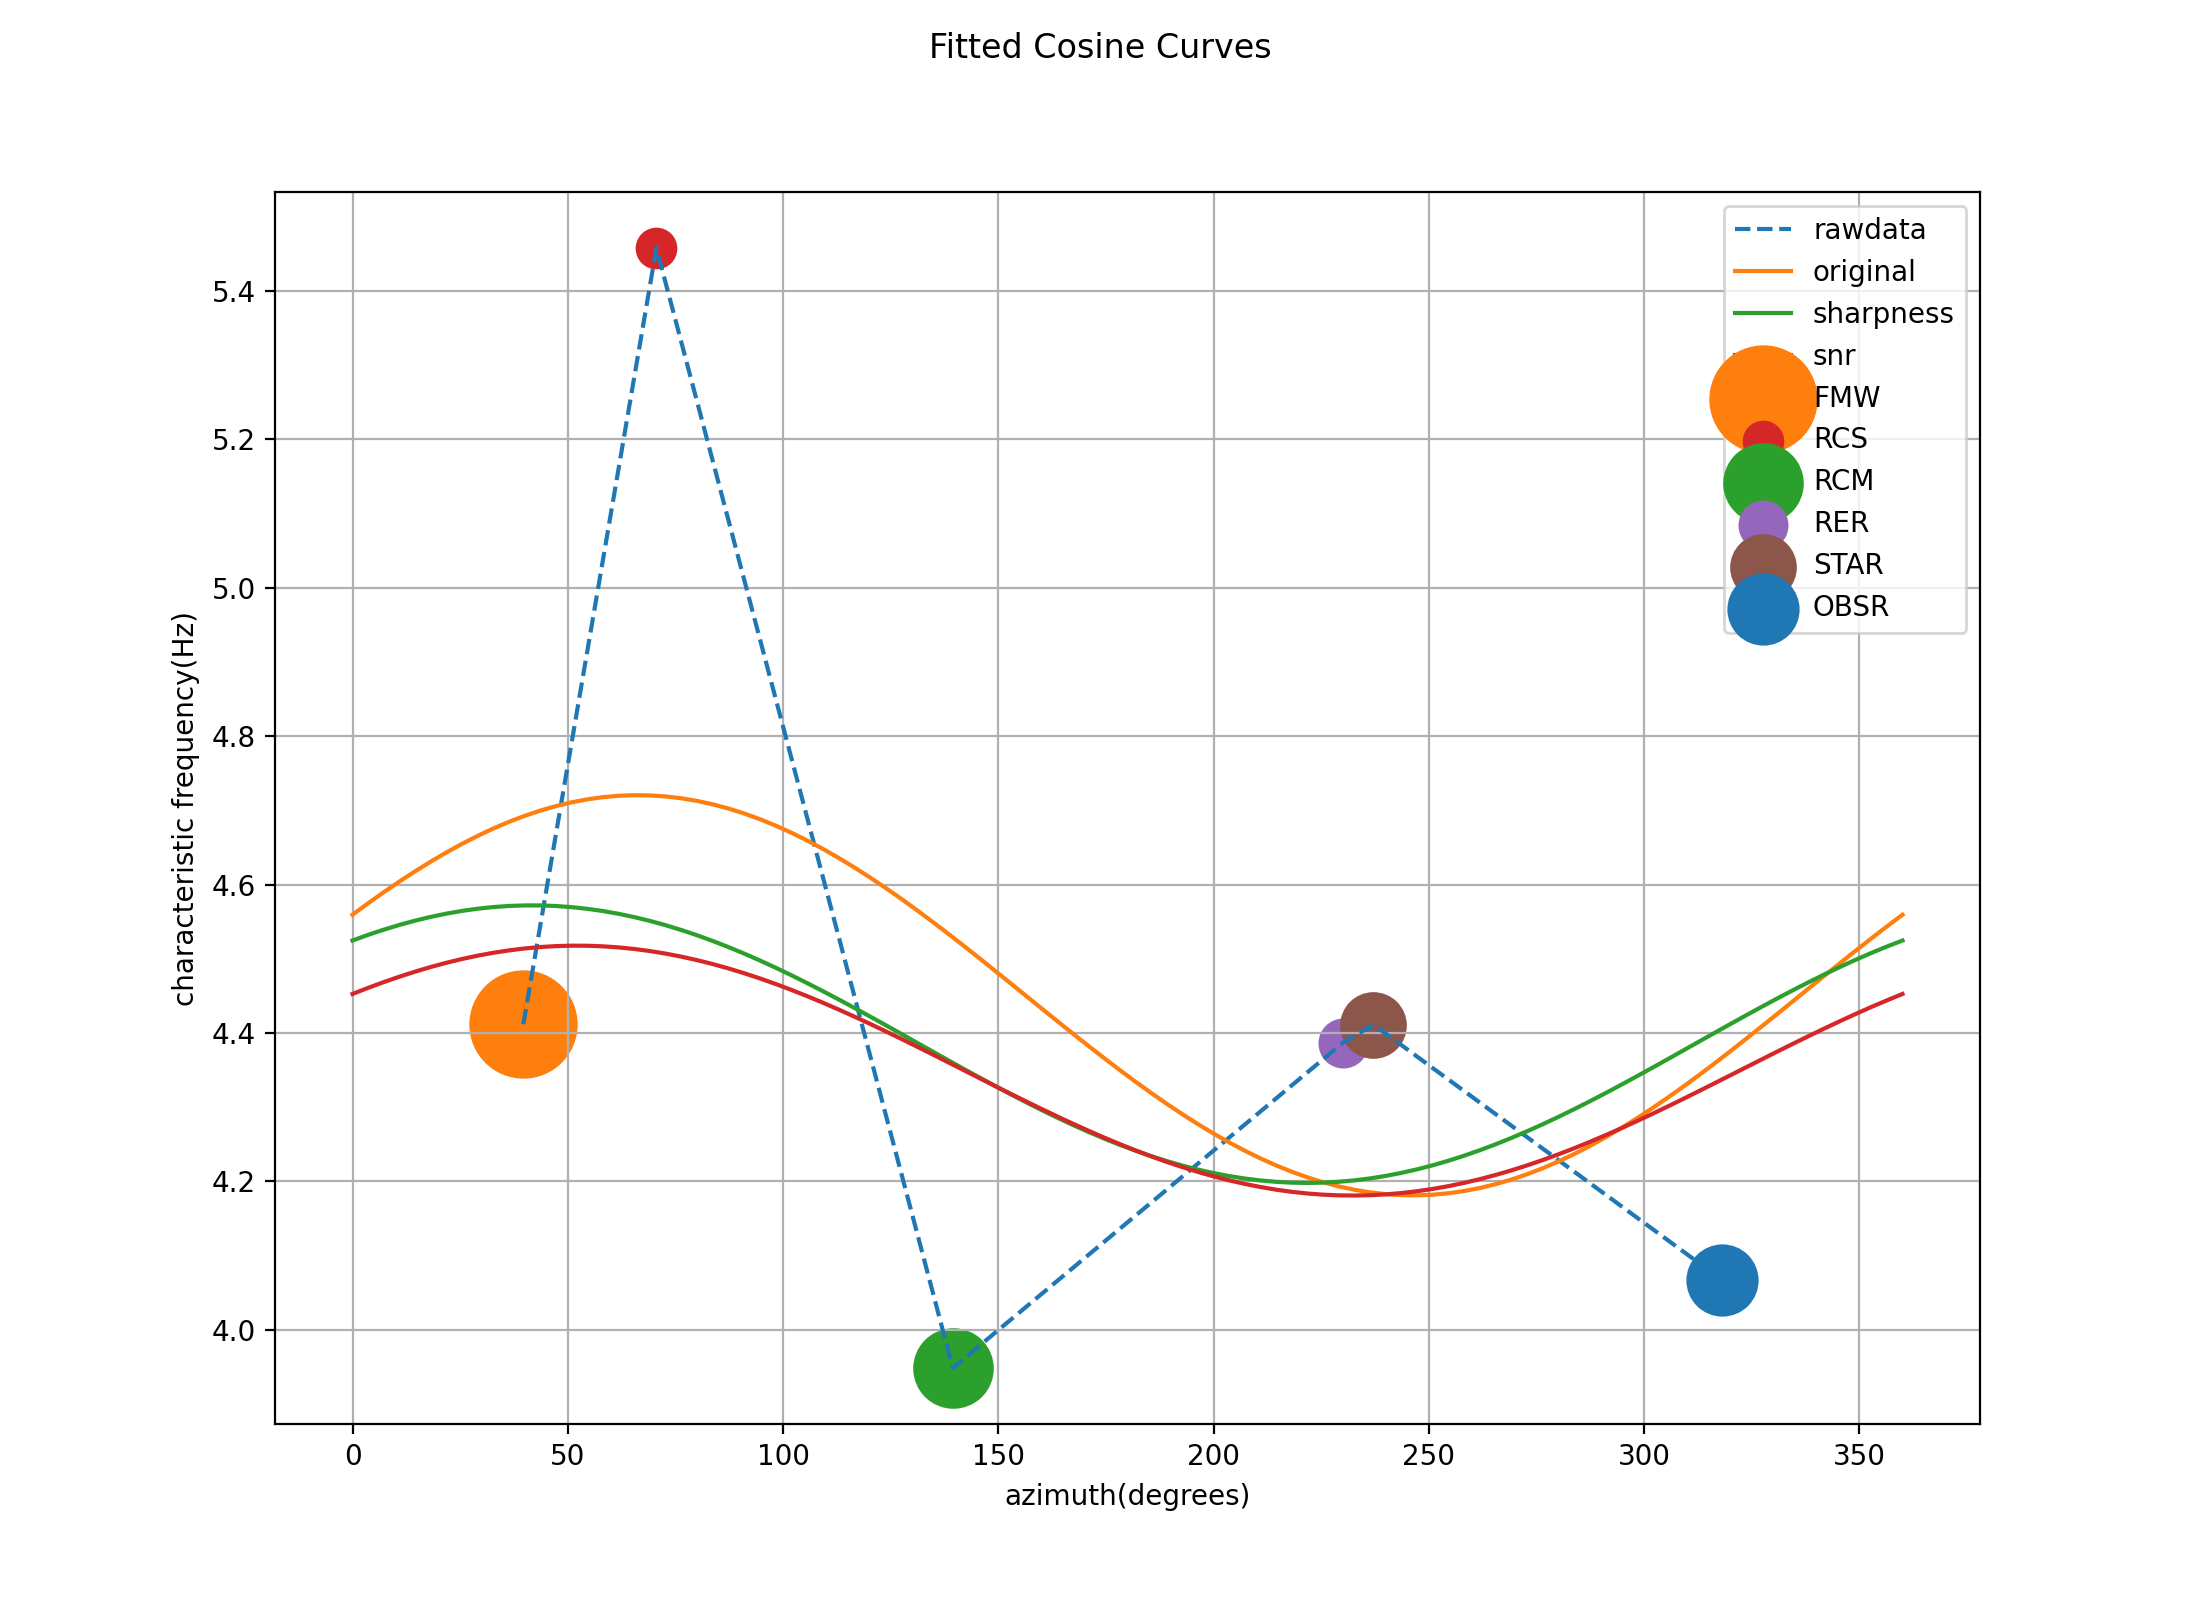 Fitted Cosine Curves
5.4
5.2
5.0
4.8
4.6
4.4
4.2
4.0
characteristic frequency(Hz)
0 50 100 150 200 250 300 350
azimuth(degrees)
rawdata
original
sharpness
snr
FMW
RCS
RCM
RER
STAR
OBSR